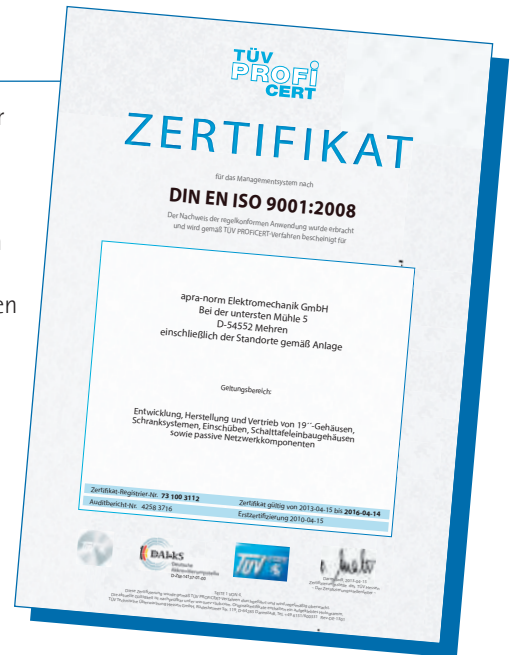 r
en
TÜV
PROFI
CERT
ZERTIFIKAT
für das Managementsystem nach
DIN EN ISO 9001:2008
Der Nachweis der regelkonformen Anwendung wurde erbracht
und wird gemäß TÜV PROFICERT-Verfahren bescheinigt für
apra-norm Elektromechanik GmbH
Bei der untersten Mühle 5
D-54552 Mehren
einschließlich der Standorte gemäß Anlage
Geltungsbereich:
Entwicklung, Herstellung und Vertrieb von 19´´-Gehäusen,
Schranksystemen, Einschüben, Schalttafeleinbaugehäusen
sowie passive Netzwerkkomponenten
Zertifikat-Registrier-Nr. 73 100 3112
Zertifikat gültig von 2013-04-15 bis 2016-04-14
Auditbericht-Nr. 4258 3716
Erstzertifizierung 2010-04-15
DAkkS
Deutsche
Akkreditierungsstelle
TÜV